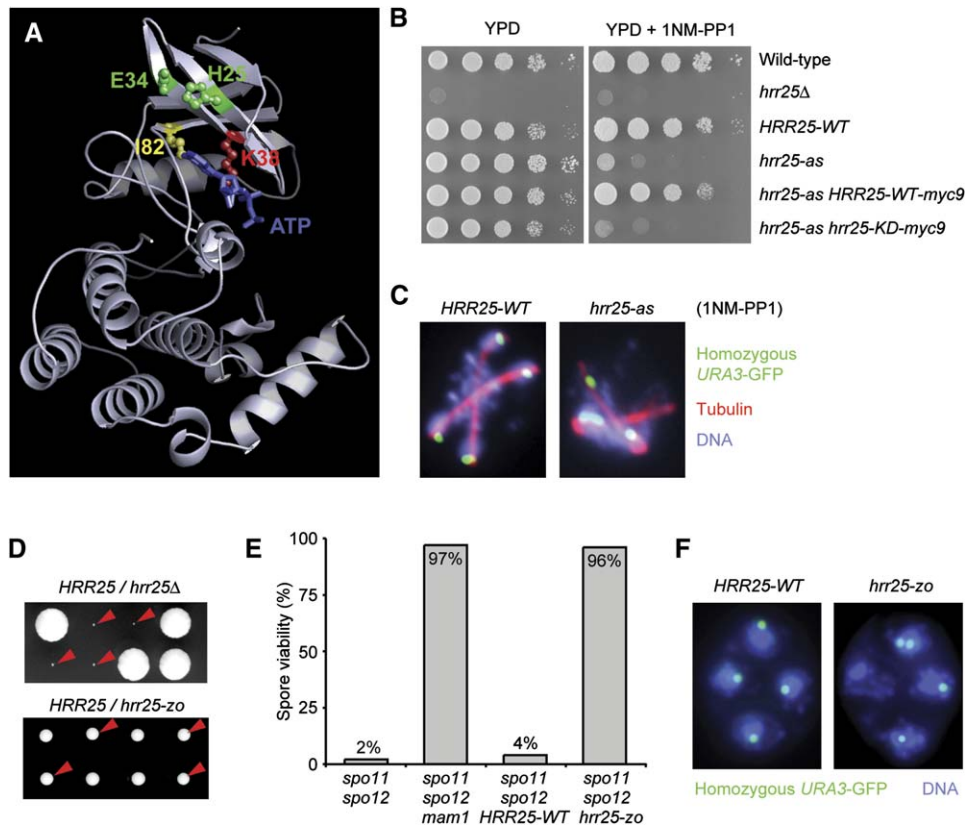 A
E34
H25
I82
K38
ATP
B
YPD
YPD + 1NM-PP1
Wild-type
hrr25Δ
HRR25-WT
hrr25-as
hrr25-as HRR25-WT-myc9
hrr25-as hrr25-KD-myc9
C
HRR25-WT
hrr25-as
(1NM-PP1)
Homozygous
URA3-GFP
Tubulin
DNA
D
HRR25 / hrr25Δ
HRR25 / hrr25-zo
E
Spore viability (%)
100
75
50
25
0
2%
97%
4%
96%
spo11 spo11 spo11 spo11
spo12 spo12 spo12 spo12
mam1 HRR25-WT hrr25-zo
F
HRR25-WT
hrr25-zo
Homozygous URA3-GFP
DNA